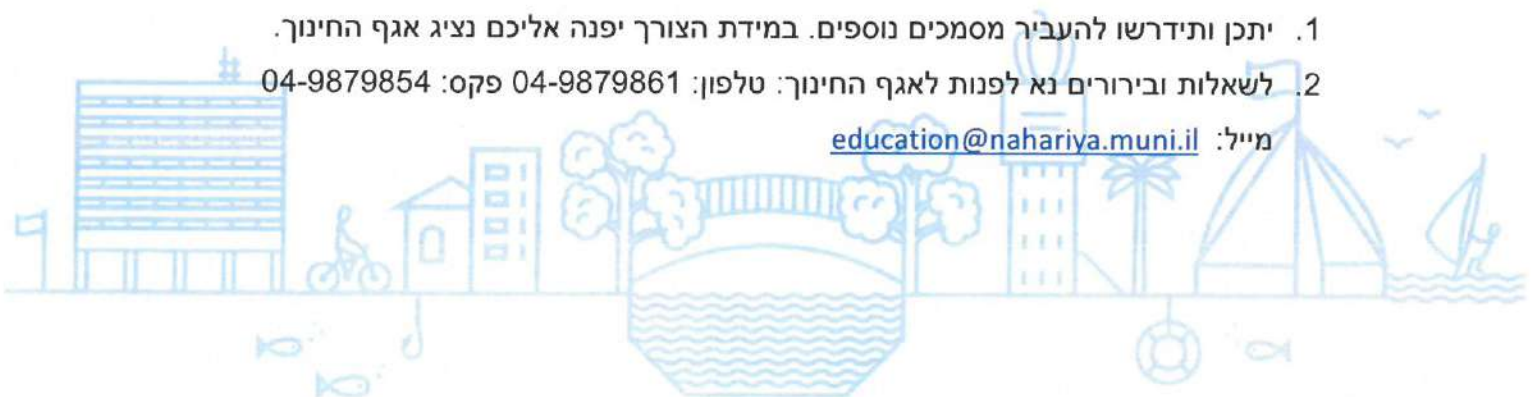 1. יתכן ותידרשו להעביר מסמכים נוספים. במידת הצורך יפנה אליכם נציג אגף החינוך.
2. לשאלות ובירורים נא לפנות לאגף החינוך: טלפון: 04-9879861 פקס: 04-9879854
מייל: education@nahariya.muni.il